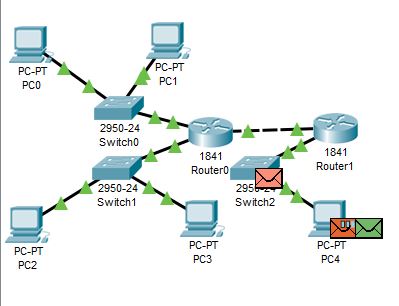 PC-PT
PC0
PC-PT
PC1
2950-24
Switch0
1841
Router0
1841
Router1
2950-24
Switch1
2950-24
Switch2
PC-PT
PC2
PC-PT
PC3
PC-PT
PC4